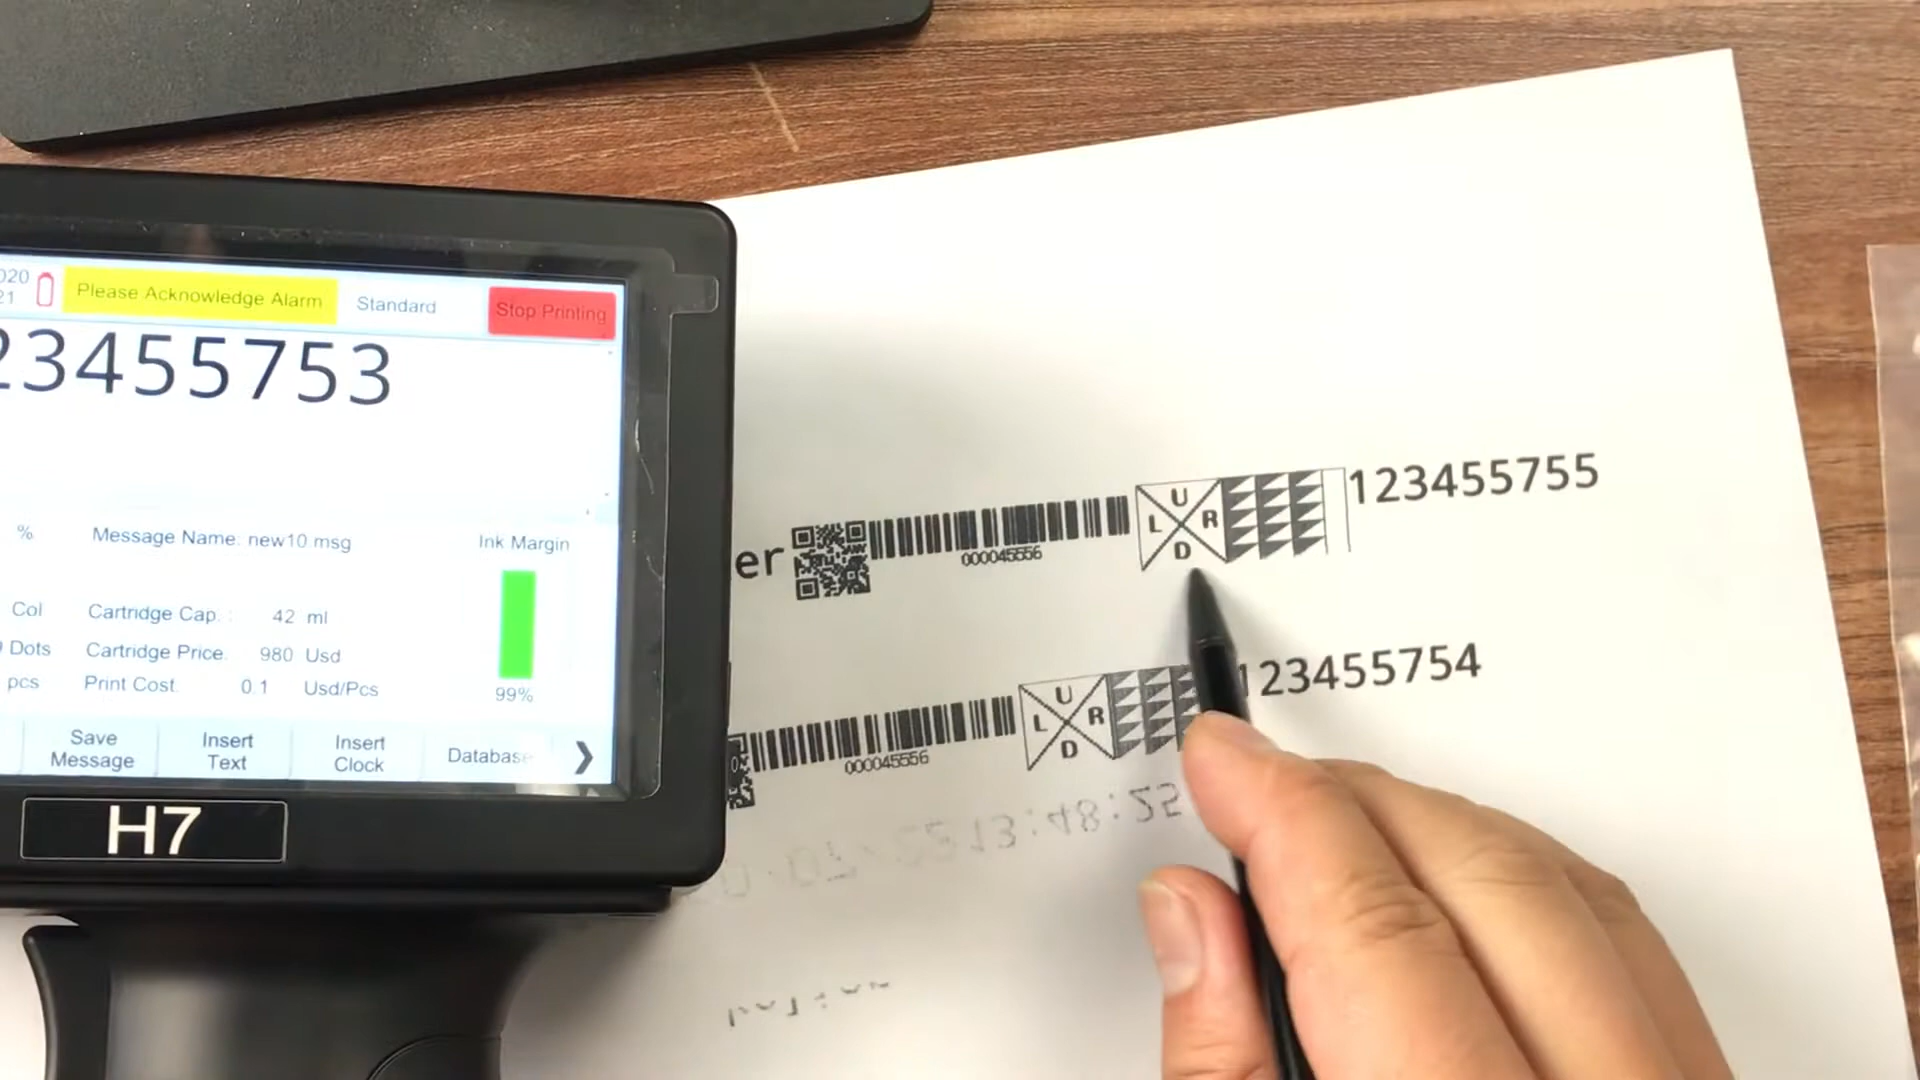 020
21
Please Acknowledge Alarm
Standard
Stop Printing
23455753
%
Message Name: new10.msg
Ink Margin
Col
Cartridge Cap. : 42 ml
Dots
Cartridge Price: 980 Usd
pcs
Print Cost. 0.1 Usd/Pcs
99%
Save Message
Insert Text
Insert Clock
Database
H7
er
000045556
U
L R
D
123455755
000045556
U
L R
D
123455754
13:48:25